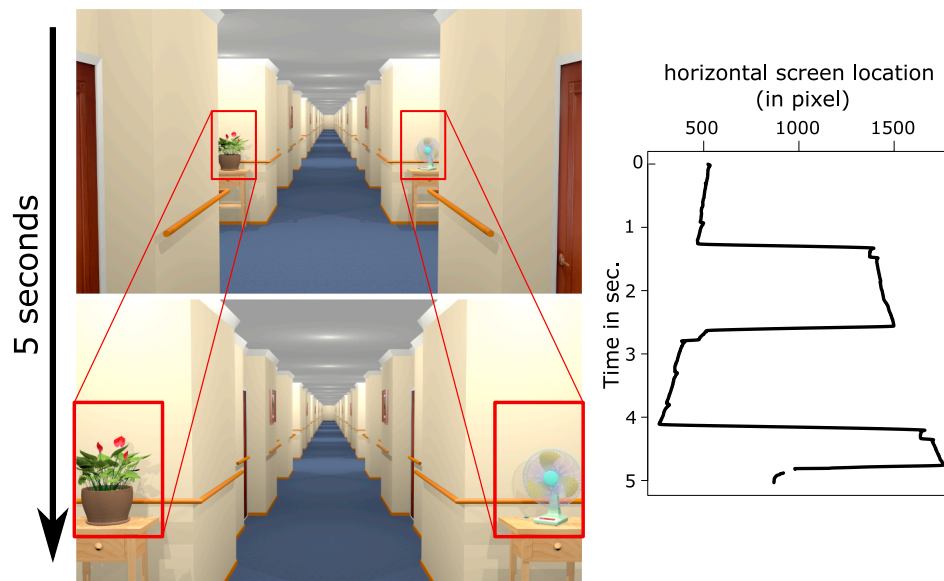 5 seconds
horizontal screen location
(in pixel)
500 1000 1500
Time in sec.
0
1
2
3
4
5